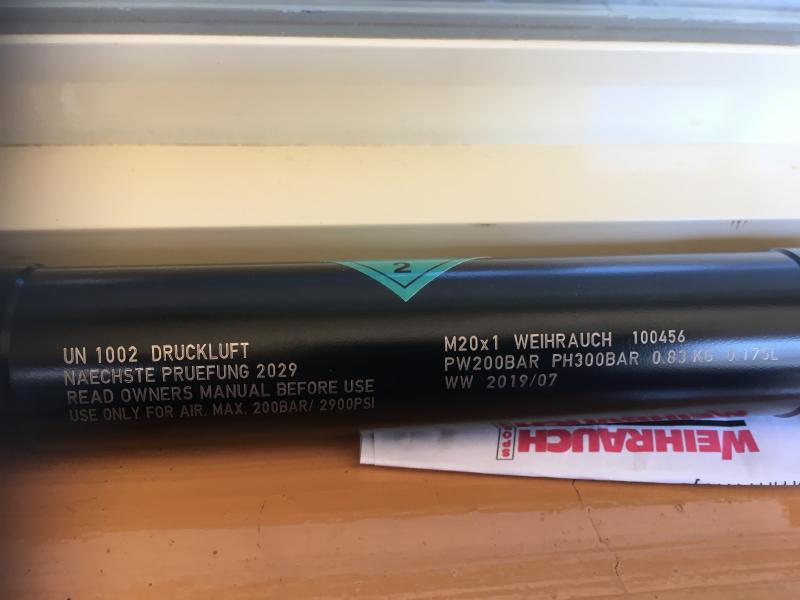 2
UN 1002 DRUCKLUFT
NAECHSTE PRUEFUNG 2029
READ OWNERS MANUAL BEFORE USE
USE ONLY FOR AIR. MAX. 200BAR/ 2900PSI
M20x1 WEIHRAUCH 100456
PW200BAR PH300BAR 0.83 KG 0.175L
WW 2019/07
WEIHRAUCH